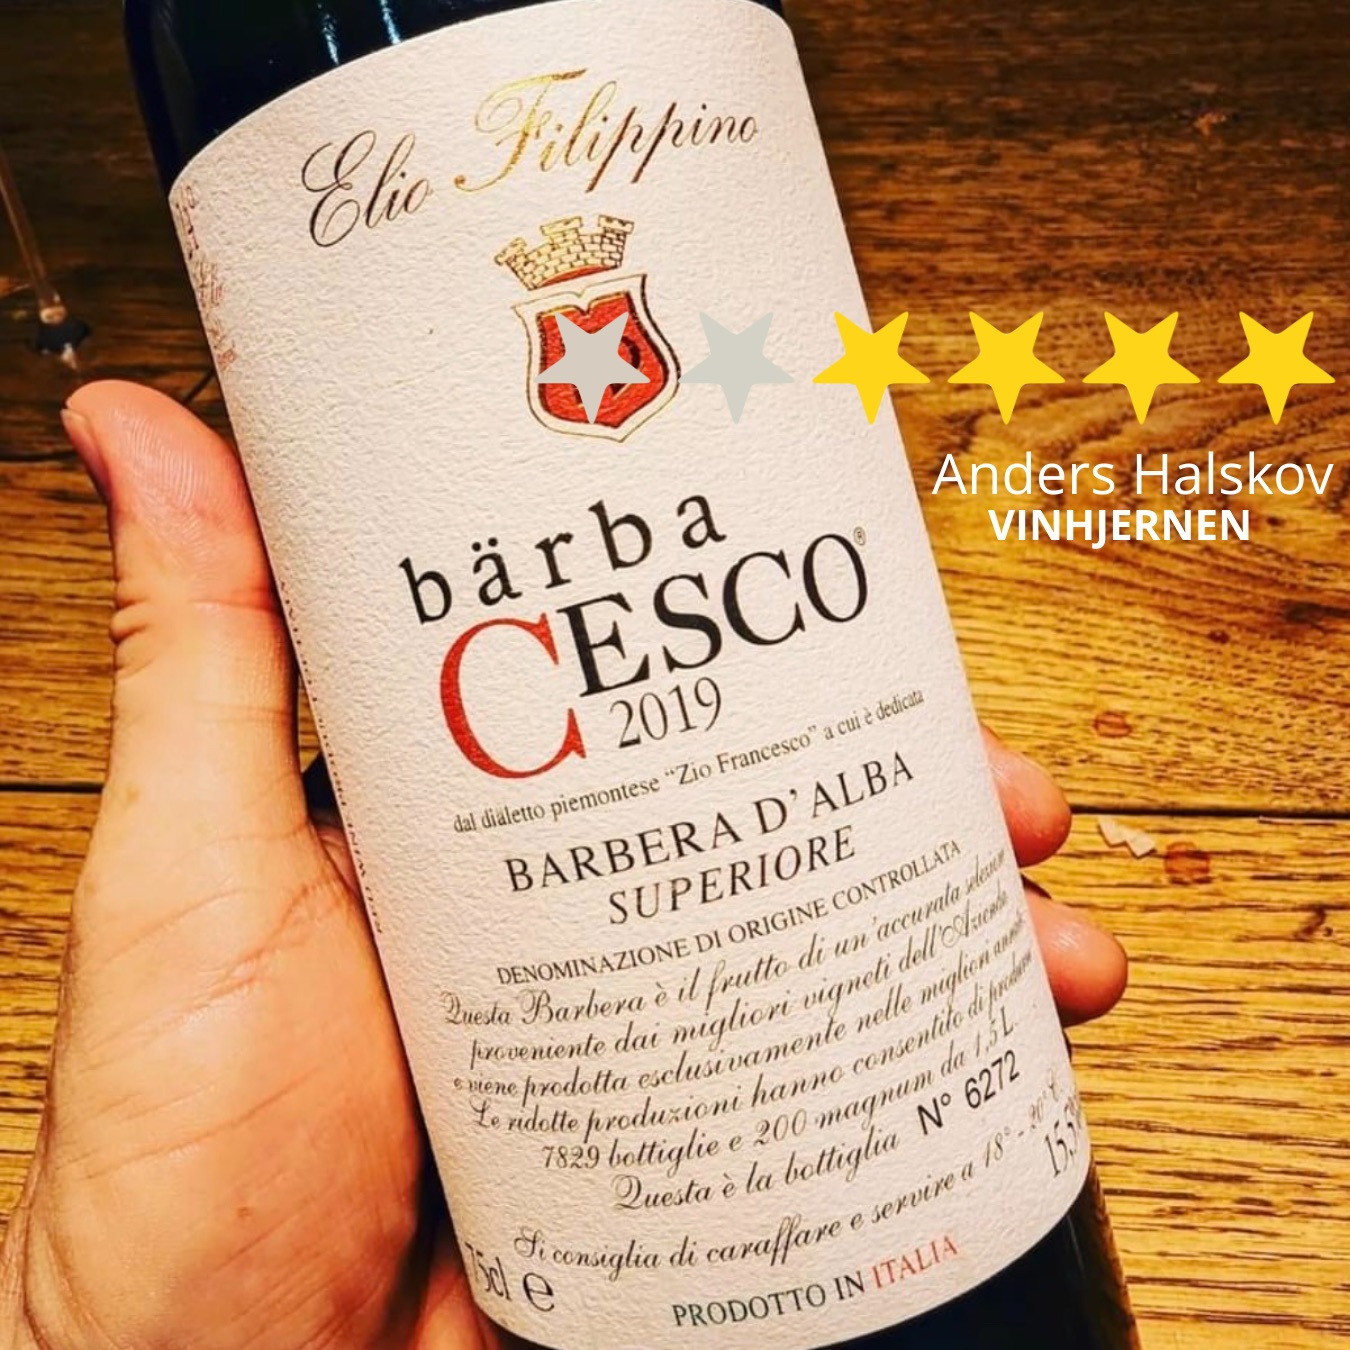 Elio Filippino
bärba
CESCO®
2019
dal dialetto piemontese "Zio Francesco" a cui è dedicata
BARBERA D'ALBA
SUPERIORE
DENOMINAZIONE DI ORIGINE CONTROLLATA
Questa Barbera è il frutto di un'accurata selezione
proveniente dai migliori vigneti dell'Azienda
e viene prodotta esclusivamente nelle migliori annate.
Le ridotte produzioni hanno consentito di produrre
7829 bottiglie e 200 magnum da 1,5 L.
Questa è la bottiglia N° 6272
Si consiglia di caraffare e servire a 18° - 20° C.
75cl e
15,5%
PRODOTTO IN ITALIA
Anders Halskov
VINHJERNEN